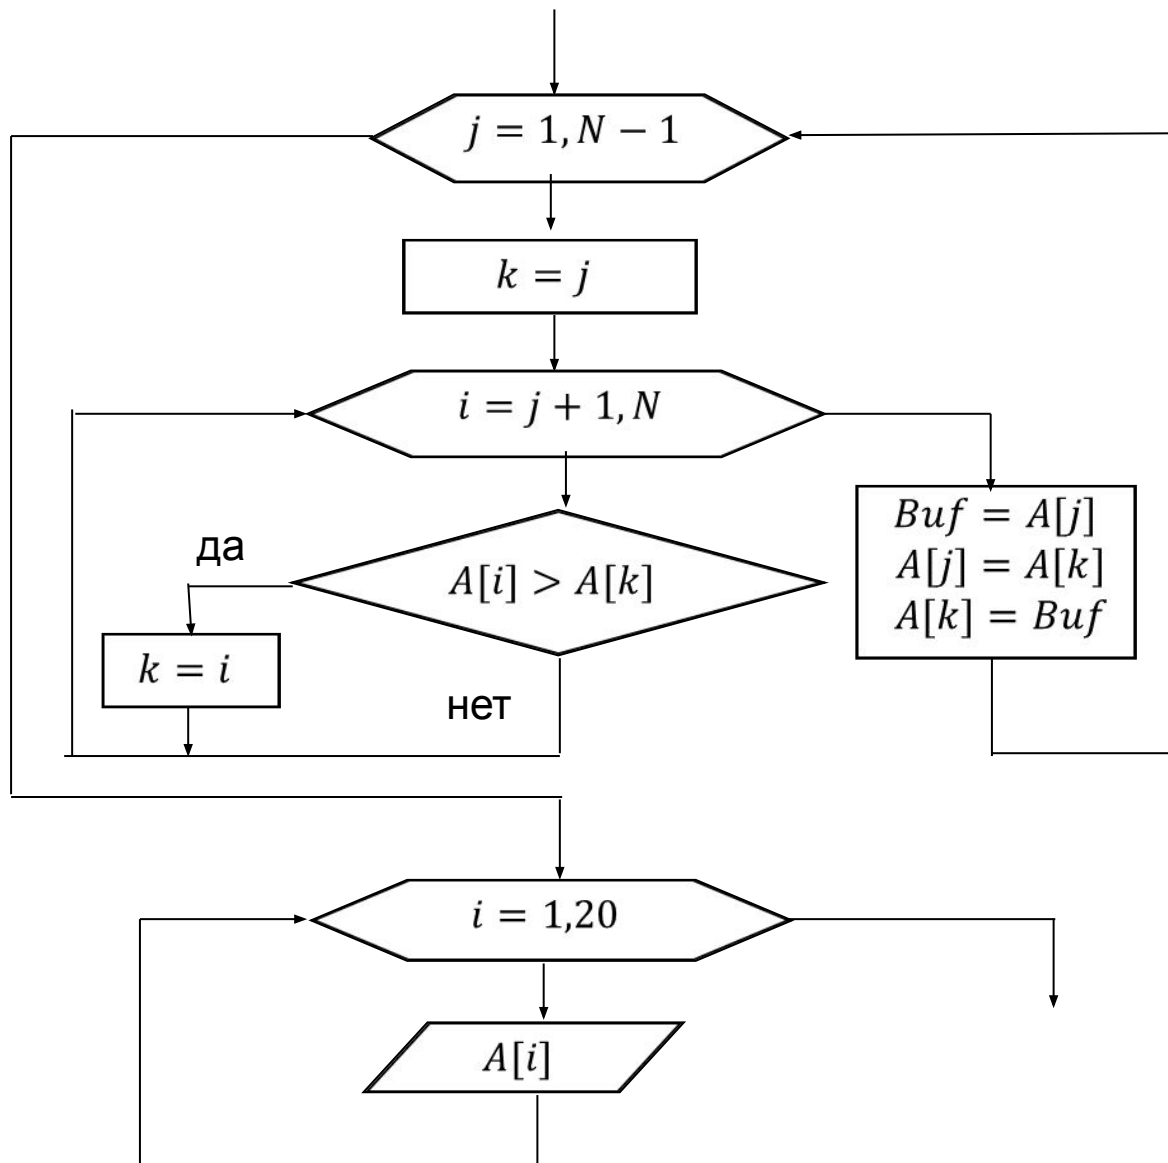 j = 1, N − 1
k = j
i = j + 1, N
Buf = A[j]
A[j] = A[k]
A[k] = Buf
да
A[i] > A[k]
k = i
нет
i = 1,20
A[i]